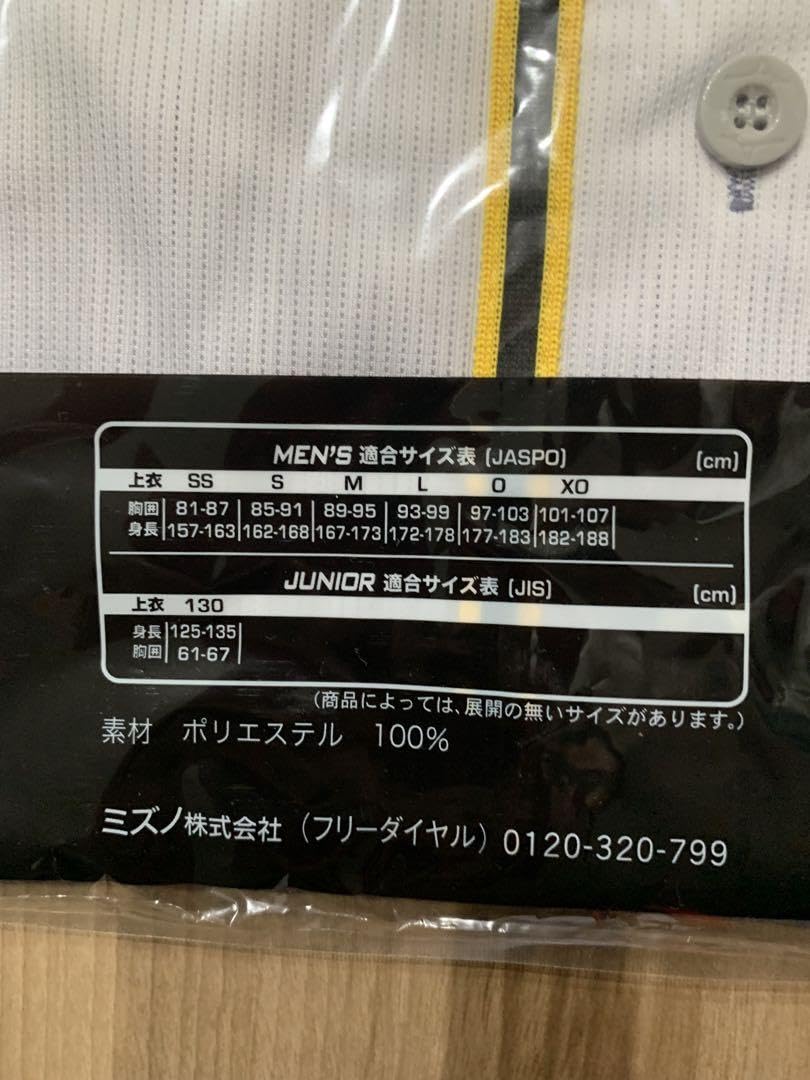 MEN'S 適合サイズ表 [JASPO] [cm]
上衣 SS S M L O XO
胸囲 81-87 85-91 89-95 93-99 97-103 101-107
身長 157-163 162-168 167-173 172-178 177-183 182-188
JUNIOR 適合サイズ表 [JIS] [cm]
上衣 130
身長 125-135
胸囲 61-67
(商品によっては、展開の無いサイズがあります。)
素材 ポリエステル 100%
ミズノ株式会社 (フリーダイヤル) 0120-320-799